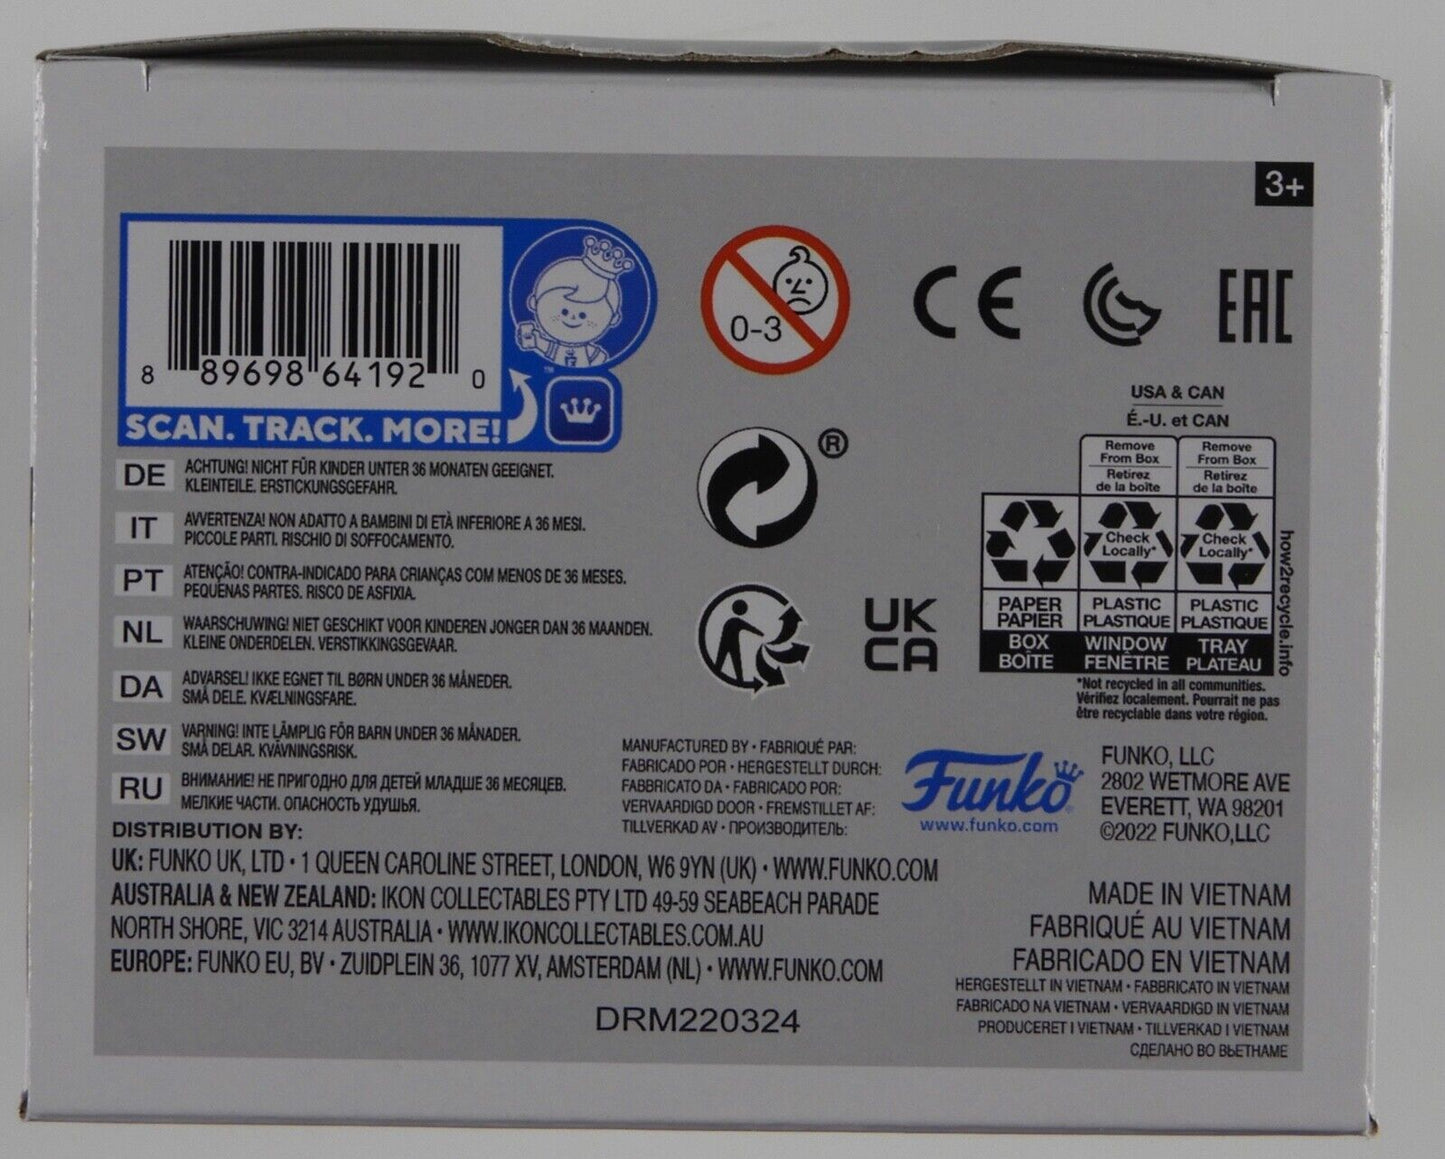 3+
8 89698 64192 0
SCAN. TRACK. MORE!
TM
0-3
CE
EAC
®
UK
CA
DE ACHTUNG! NICHT FÜR KINDER UNTER 36 MONATEN GEEIGNET.
KLEINTEILE. ERSTICKUNGSGEFAHR.
IT AVVERTENZA! NON ADATTO A BAMBINI DI ETÀ INFERIORE A 36 MESI.
PICCOLE PARTI. RISCHIO DI SOFFOCAMENTO.
PT ATENÇÃO! CONTRA-INDICADO PARA CRIANÇAS COM MENOS DE 36 MESES.
PEQUENAS PARTES. RISCO DE ASFIXIA.
NL WAARSCHUWING! NIET GESCHIKT VOOR KINDEREN JONGER DAN 36 MAANDEN.
KLEINE ONDERDELEN. VERSTIKKINGSGEVAAR.
DA ADVARSEL! IKKE EGNET TIL BØRN UNDER 36 MÅNEDER.
SMÅ DELE. KVÆLNINGSFARE.
SW VARNING! INTE LÄMPLIG FÖR BARN UNDER 36 MÅNADER.
SMÅ DELAR. KVÄVNINGSRISK.
RU ВНИМАНИЕ! НЕ ПРИГОДНО ДЛЯ ДЕТЕЙ МЛАДШЕ 36 МЕСЯЦЕВ.
МЕЛКИЕ ЧАСТИ. ОПАСНОСТЬ УДУШЬЯ.
USA & CAN
É.-U. et CAN
Remove From Box
Retirez de la boîte
Remove From Box
Retirez de la boîte
Check Locally*
Check Locally*
PAPER PAPIER
PLASTIC PLASTIQUE
PLASTIC PLASTIQUE
BOX BOÎTE
WINDOW FENÊTRE
TRAY PLATEAU
how2recycle.info
*Not recycled in all communities.
Vérifiez localement. Pourrait ne pas
être recyclable dans votre région.
MANUFACTURED BY • FABRIQUÉ PAR:
FABRICADO POR • HERGESTELLT DURCH:
FABBRICATO DA • FABRICADO POR:
VERVAARDIGD DOOR • FREMSTILLET AF:
TILLVERKAD AV • ПРОИЗВОДИТЕЛЬ:
Funko®
www.funko.com
FUNKO, LLC
2802 WETMORE AVE
EVERETT, WA 98201
©2022 FUNKO,LLC
DISTRIBUTION BY:
UK: FUNKO UK, LTD • 1 QUEEN CAROLINE STREET, LONDON, W6 9YN (UK) • WWW.FUNKO.COM
AUSTRALIA & NEW ZEALAND: IKON COLLECTABLES PTY LTD 49-59 SEABEACH PARADE
NORTH SHORE, VIC 3214 AUSTRALIA • WWW.IKONCOLLECTABLES.COM.AU
EUROPE: FUNKO EU, BV • ZUIDPLEIN 36, 1077 XV, AMSTERDAM (NL) • WWW.FUNKO.COM
DRM220324
MADE IN VIETNAM
FABRIQUÉ AU VIETNAM
FABRICADO EN VIETNAM
HERGESTELLT IN VIETNAM • FABBRICATO IN VIETNAM
FABRICADO NA VIETNAM • VERVAARDIGD IN VIETNAM
PRODUCERET I VIETNAM • TILLVERKAD I VIETNAM
СДЕЛАНО ВО ВЬЕТНАМЕ